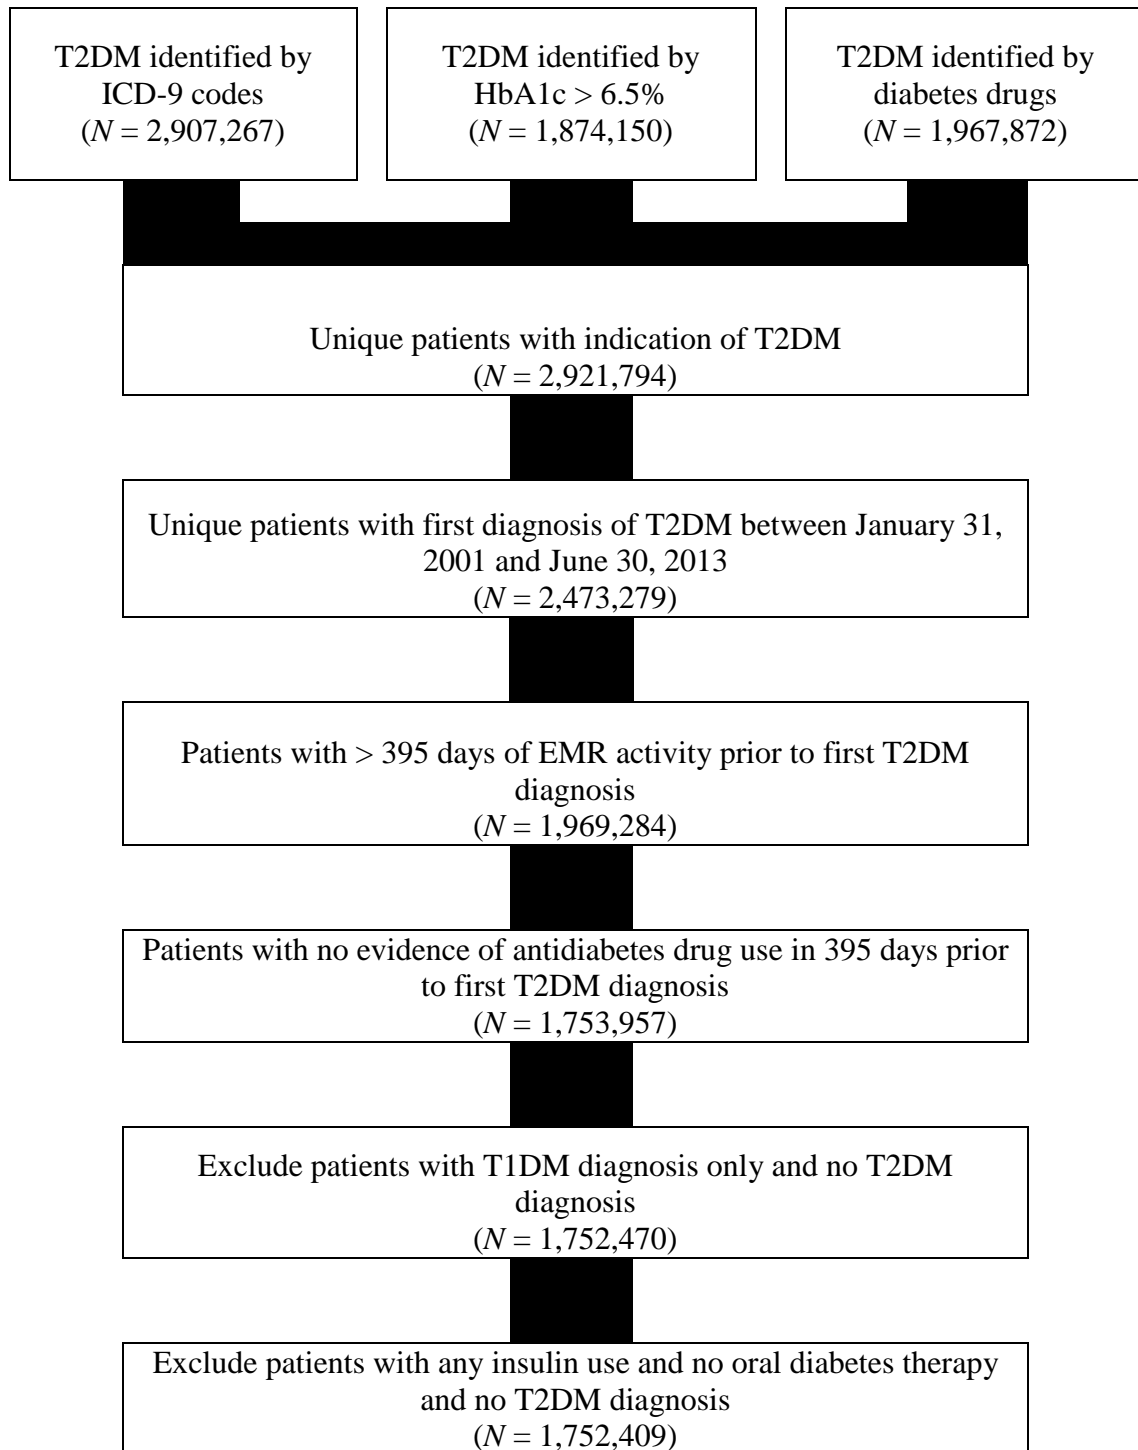 T2DM identified by
ICD-9 codes
(N = 2,907,267)
T2DM identified by
HbA1c > 6.5%
(N = 1,874,150)
T2DM identified by
diabetes drugs
(N = 1,967,872)
Unique patients with indication of T2DM
(N = 2,921,794)
Unique patients with first diagnosis of T2DM between January 31,
2001 and June 30, 2013
(N = 2,473,279)
Patients with > 395 days of EMR activity prior to first T2DM
diagnosis
(N = 1,969,284)
Patients with no evidence of antidiabetes drug use in 395 days prior
to first T2DM diagnosis
(N = 1,753,957)
Exclude patients with T1DM diagnosis only and no T2DM
diagnosis
(N = 1,752,470)
Exclude patients with any insulin use and no oral diabetes therapy
and no T2DM diagnosis
(N = 1,752,409)